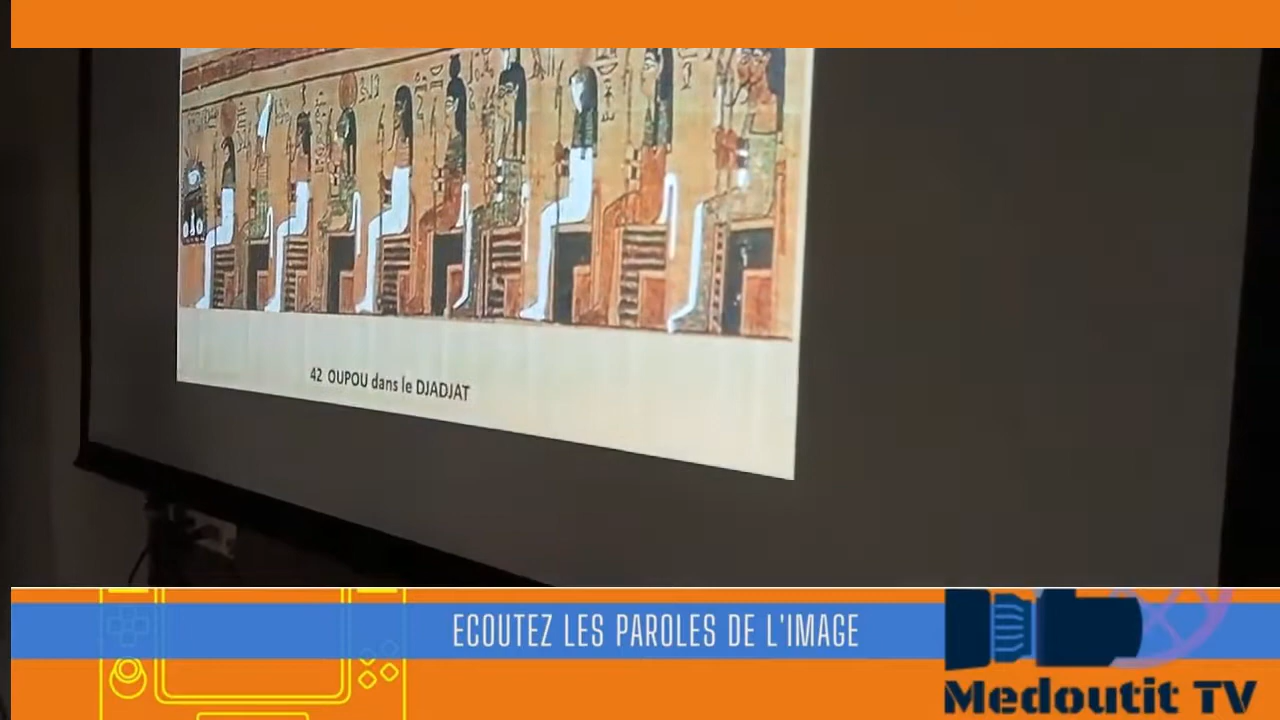 42 OUPOU dans le DJADJAT
ECOUTEZ LES PAROLES DE L'IMAGE
Medoutit TV